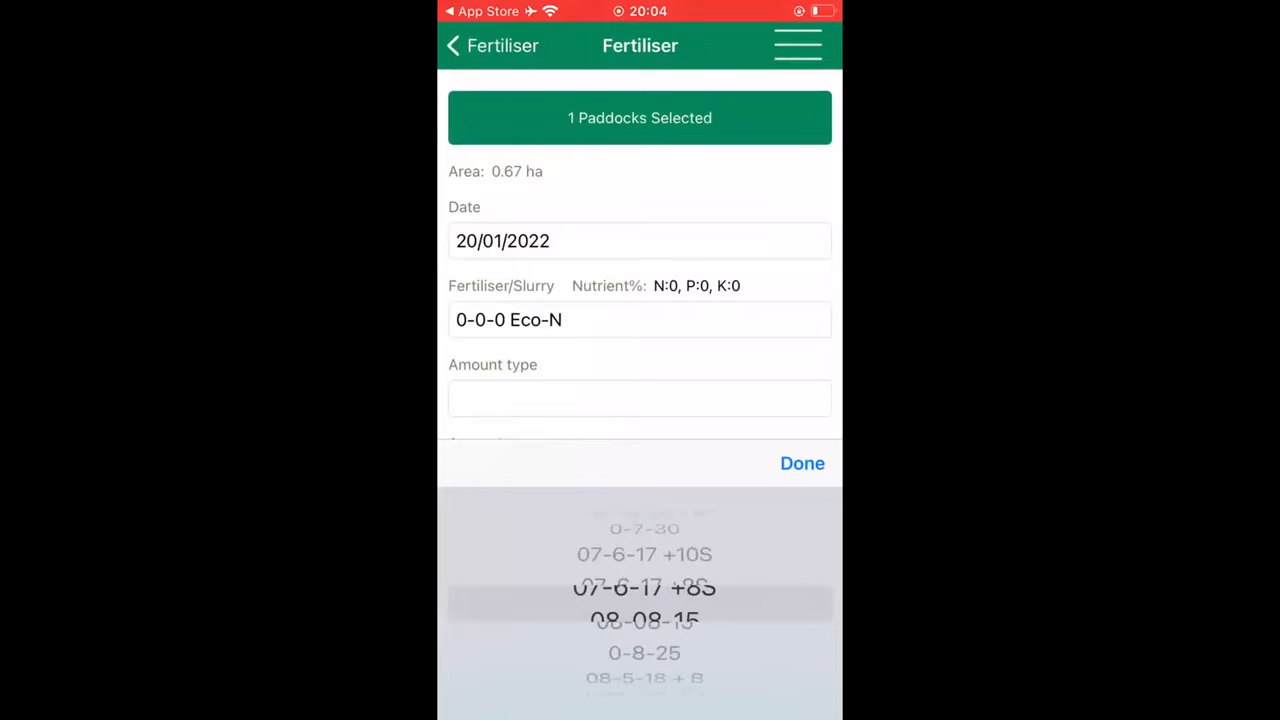 App Store 20:04
Fertiliser Fertiliser
1 Paddocks Selected
Area: 0.67 ha
Date
20/01/2022
Fertiliser/Slurry Nutrient%: N:0, P:0, K:0
0-0-0 Eco-N
Amount type
Done
0-7-30
07-6-17 +10S
07-6-17 +8S
08-08-15
0-8-25
08-5-18 + B